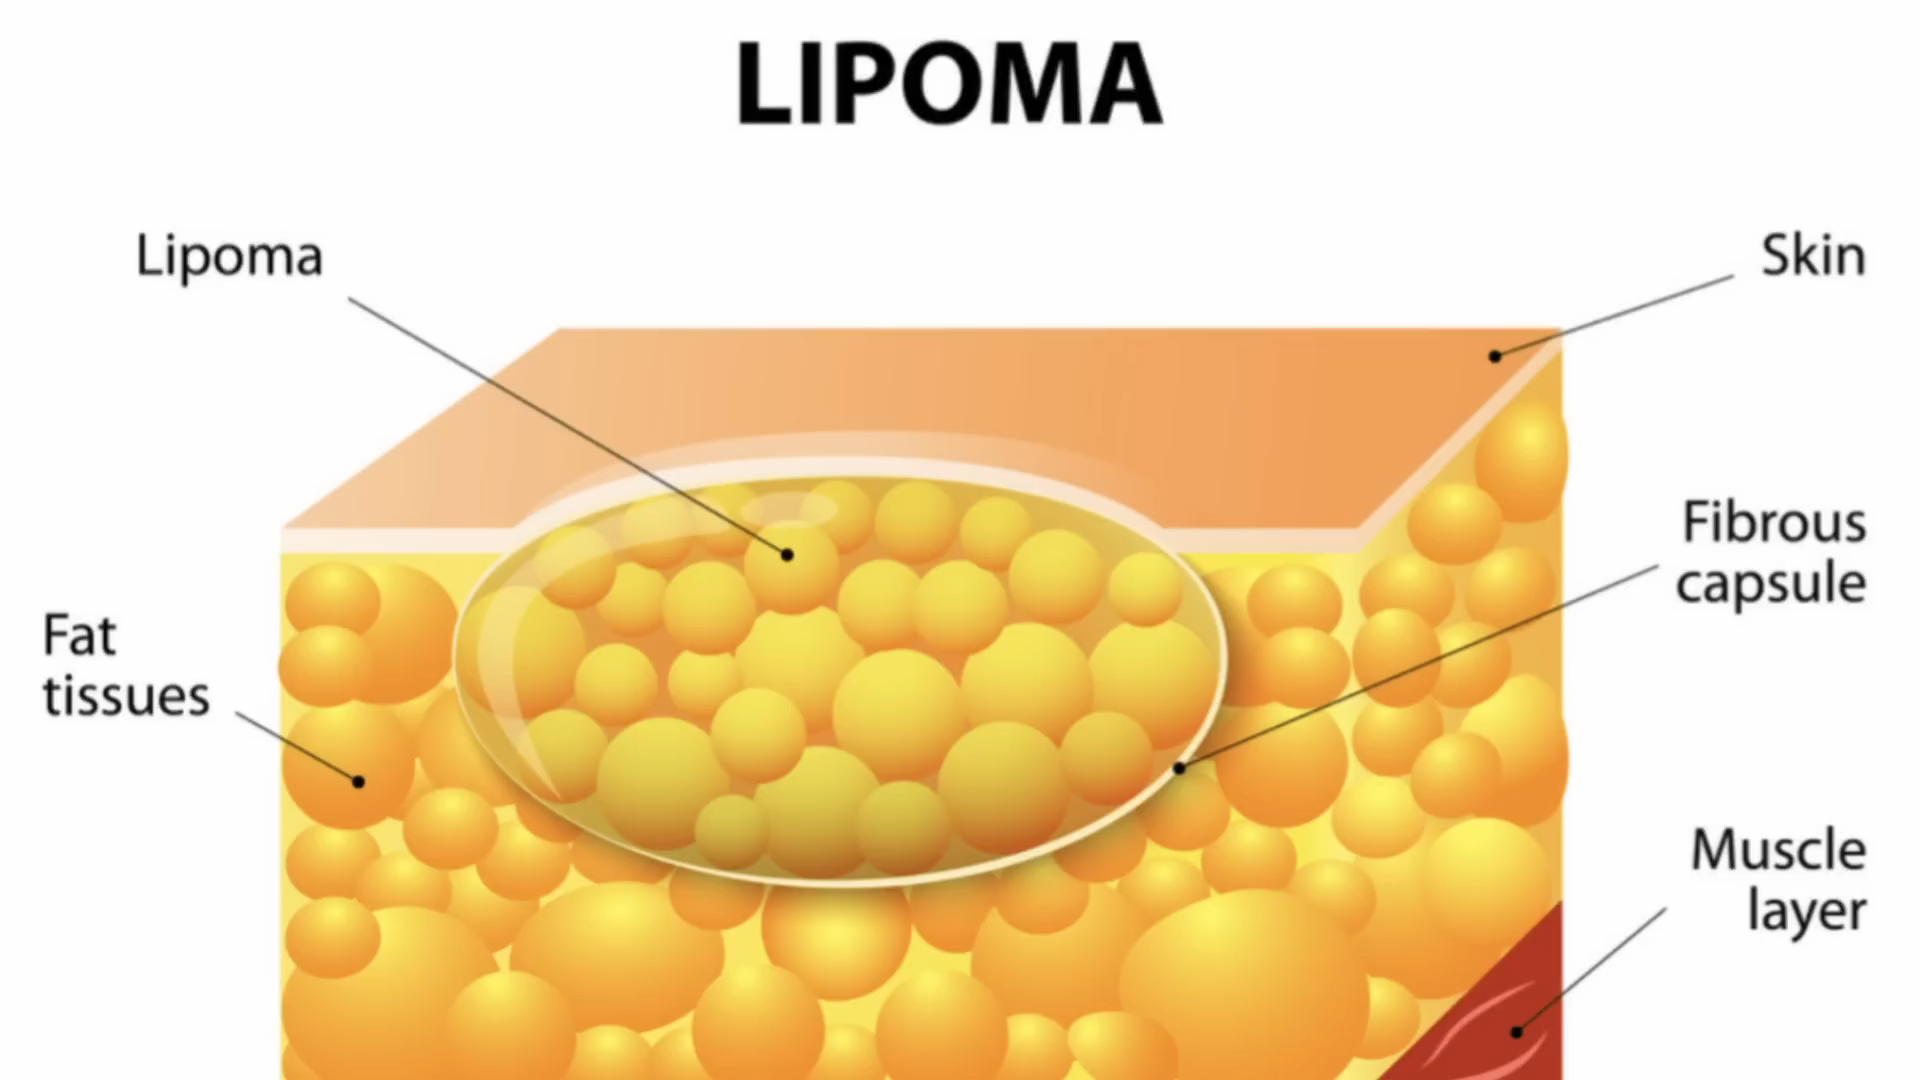 LIPOMA
Lipoma
Skin
Fibrous
capsule
Fat
tissues
Muscle
layer